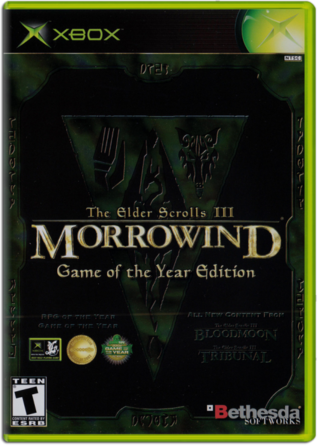 XBOX
NTSC
The Elder Scrolls III
MORROWIND
Game of the Year Edition
RPG OF THE YEAR
GAME OF THE YEAR
ALL NEW CONTENT FROM
BLOODMOON
TRIBUNAL
TEEN
T
CONTENT RATED BY
ESRB
Bethesda
SOFTWORKS